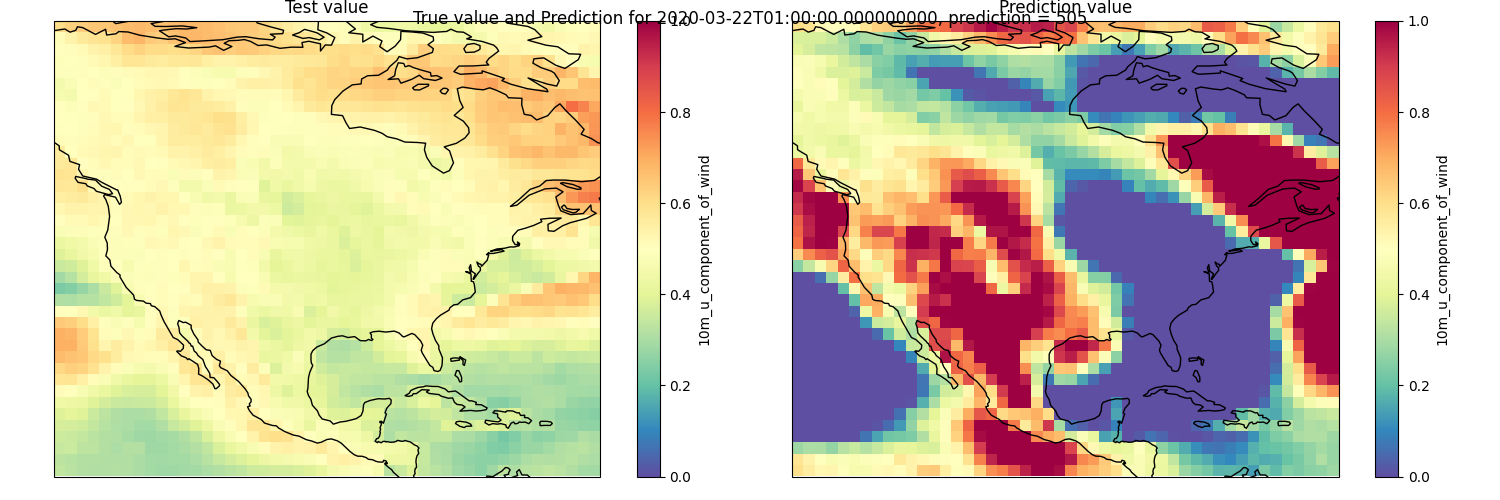 Test value
Prediction value
True value and Prediction for 2020-03-22T01:00:00.000000000, prediction = 505
1.0
0.8
0.6
0.4
0.2
0.0
10m_u_component_of_wind
1.0
0.8
0.6
0.4
0.2
0.0
10m_u_component_of_wind